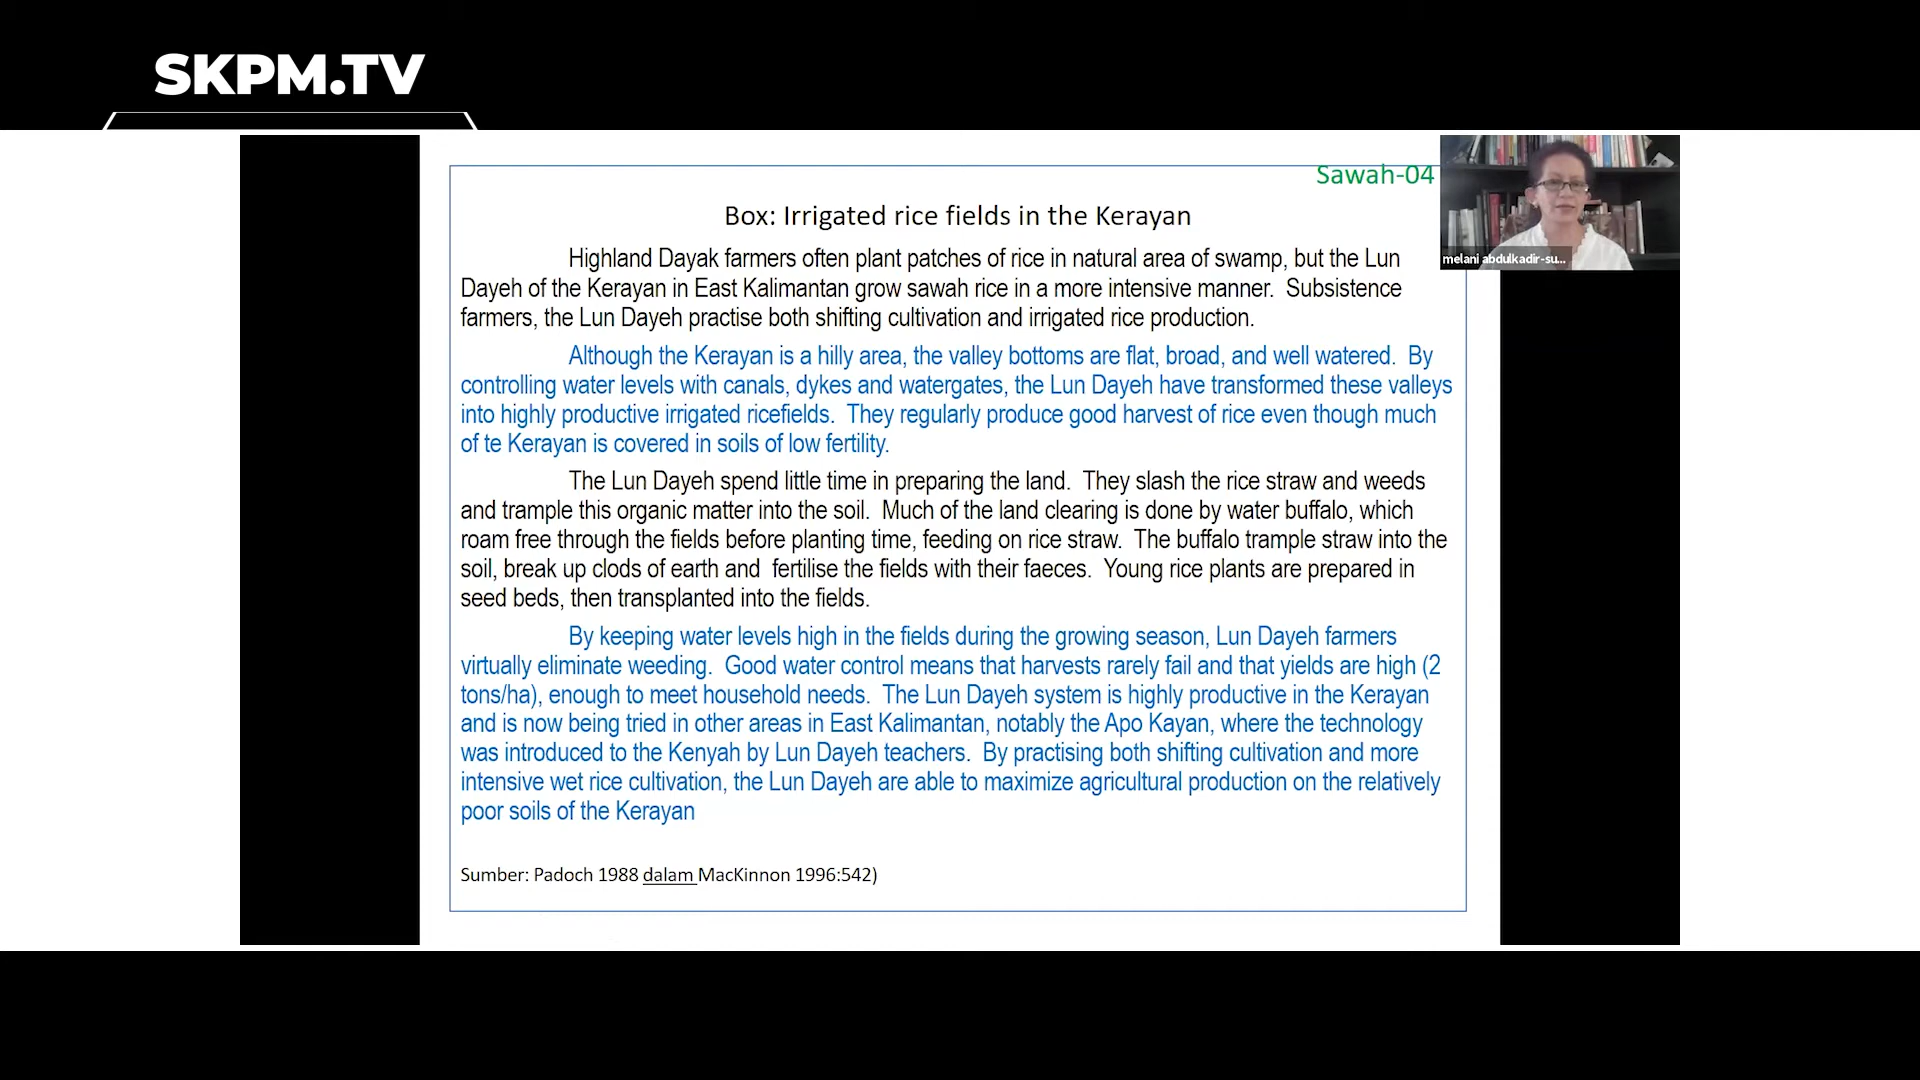 SKPM.TV
Sawah-04
melani abdulkadir-su...
Box: Irrigated rice fields in the Kerayan
Highland Dayak farmers often plant patches of rice in natural area of swamp, but the Lun
Dayeh of the Kerayan in East Kalimantan grow sawah rice in a more intensive manner. Subsistence
farmers, the Lun Dayeh practise both shifting cultivation and irrigated rice production.
Although the Kerayan is a hilly area, the valley bottoms are flat, broad, and well watered. By
controlling water levels with canals, dykes and watergates, the Lun Dayeh have transformed these valleys
into highly productive irrigated ricefields. They regularly produce good harvest of rice even though much
of te Kerayan is covered in soils of low fertility.
The Lun Dayeh spend little time in preparing the land. They slash the rice straw and weeds
and trample this organic matter into the soil. Much of the land clearing is done by water buffalo, which
roam free through the fields before planting time, feeding on rice straw. The buffalo trample straw into the
soil, break up clods of earth and fertilise the fields with their faeces. Young rice plants are prepared in
seed beds, then transplanted into the fields.
By keeping water levels high in the fields during the growing season, Lun Dayeh farmers
virtually eliminate weeding. Good water control means that harvests rarely fail and that yields are high (2
tons/ha), enough to meet household needs. The Lun Dayeh system is highly productive in the Kerayan
and is now being tried in other areas in East Kalimantan, notably the Apo Kayan, where the technology
was introduced to the Kenyah by Lun Dayeh teachers. By practising both shifting cultivation and more
intensive wet rice cultivation, the Lun Dayeh are able to maximize agricultural production on the relatively
poor soils of the Kerayan
Sumber: Padoch 1988 dalam MacKinnon 1996:542)